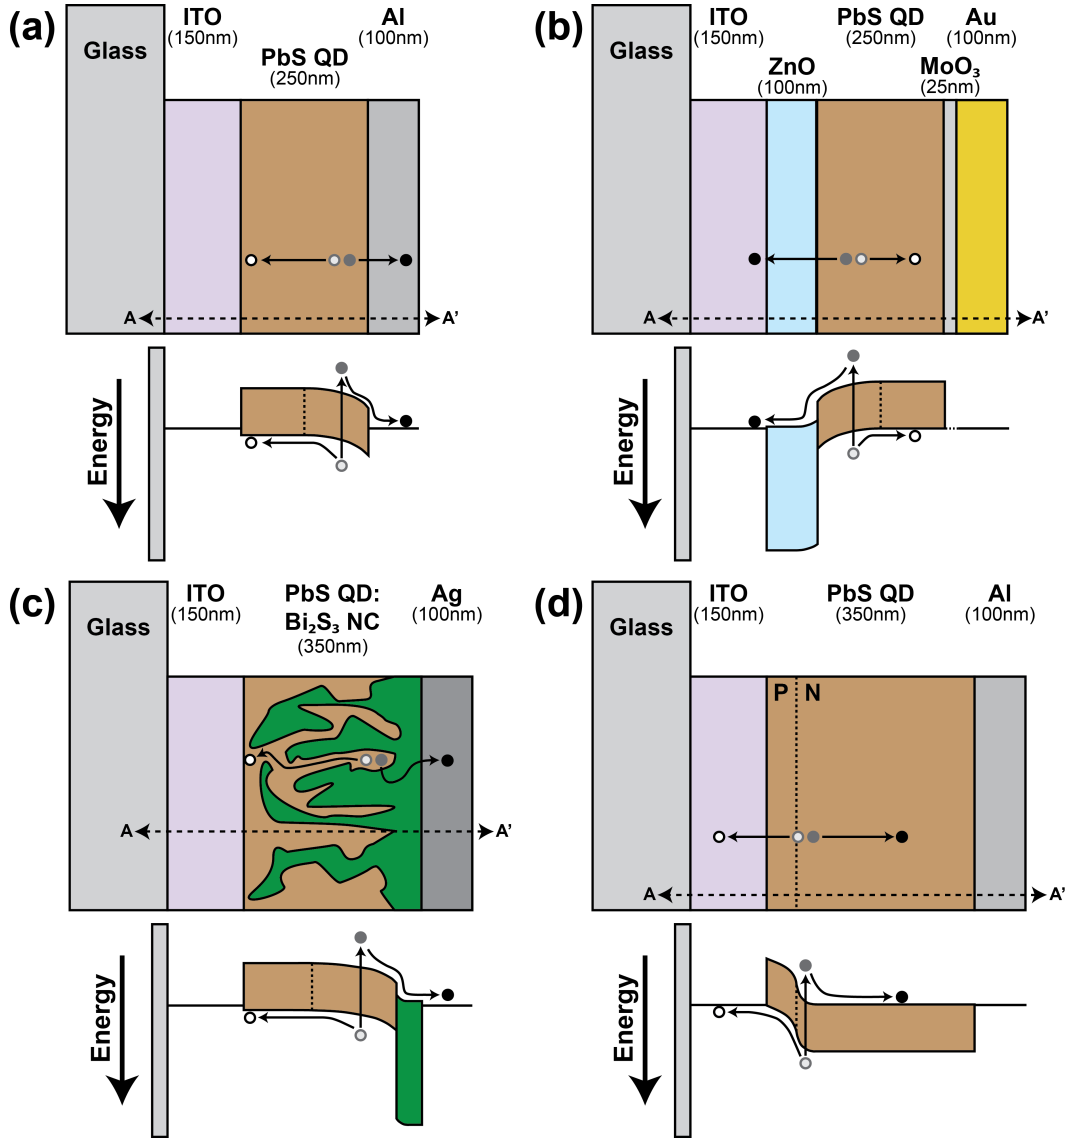 (a)
ITO
(150nm)
Al
(100nm)
Glass
PbS QD
(250nm)
A
A’
Energy
(b)
ITO
(150nm)
PbS QD
(250nm)
Au
(100nm)
Glass
ZnO
(100nm)
MoO₃
(25nm)
A
A’
Energy
(c)
ITO
(150nm)
PbS QD:
Bi₂S₃ NC
(350nm)
Ag
(100nm)
Glass
A
A’
Energy
(d)
ITO
(150nm)
PbS QD
(350nm)
Al
(100nm)
Glass
P N
A
A’
Energy